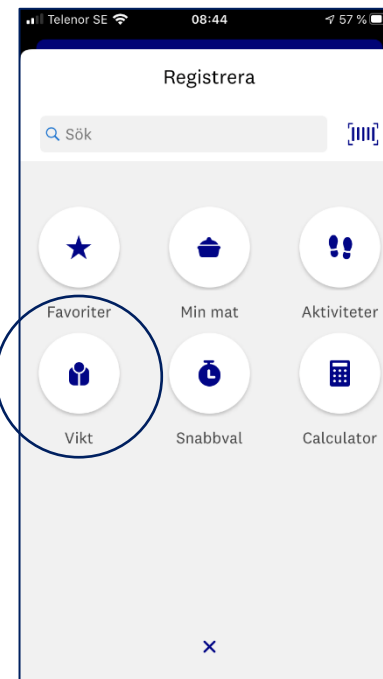 Telenor SE 08:44 57 %
Registrera
Sök
Favoriter Min mat Aktiviteter
Vikt Snabbval Calculator